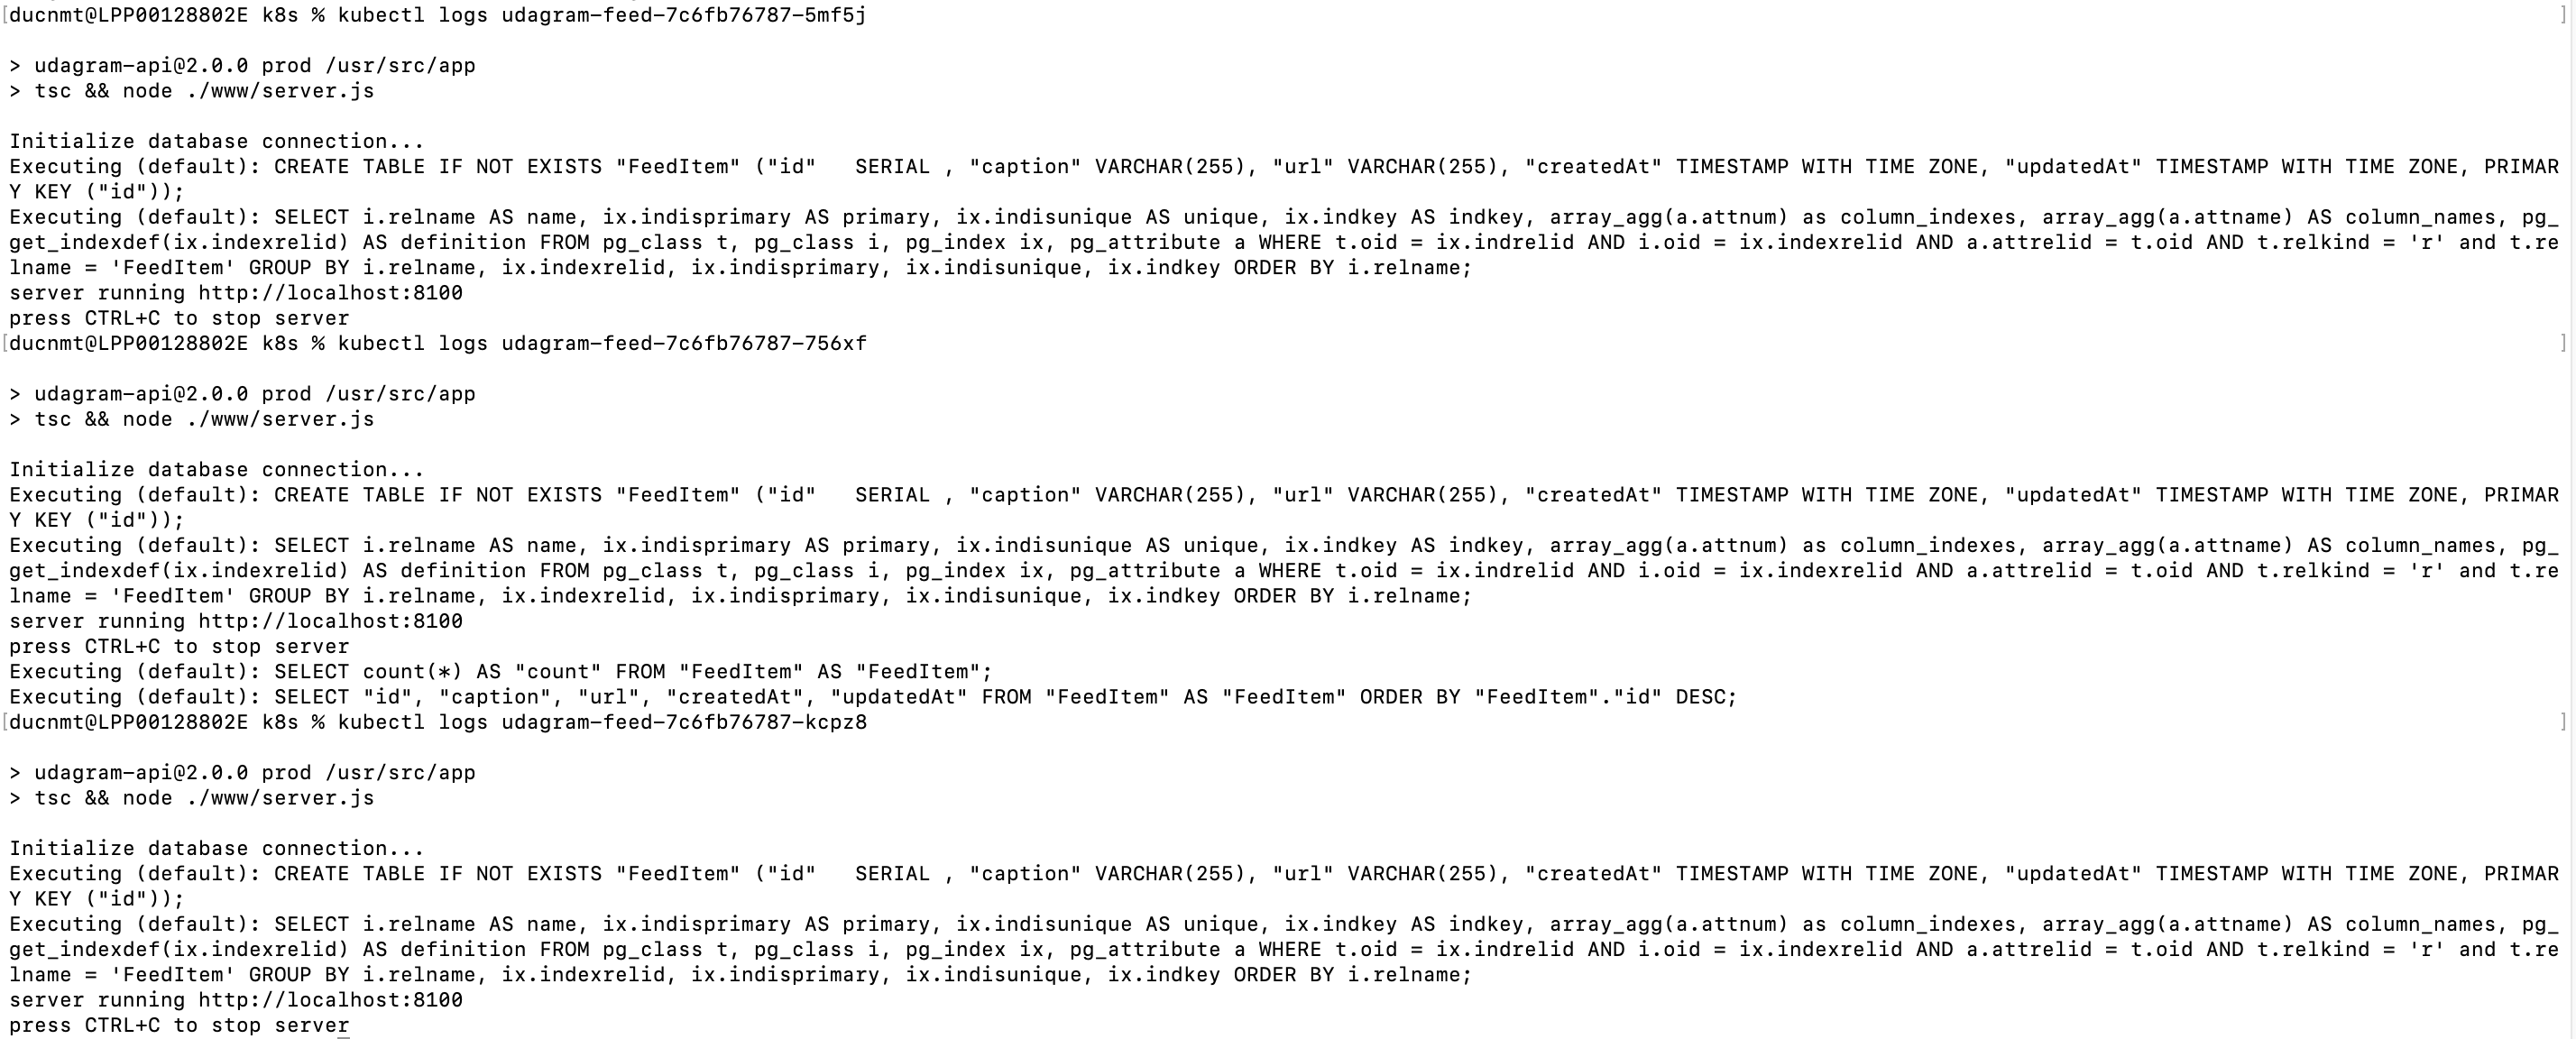 [ducnmt@LPP00128802E k8s % kubectl logs udagram-feed-7c6fb76787-5mf5j ]
> udagram-api@2.0.0 prod /usr/src/app
> tsc && node ./www/server.js
Initialize database connection...
Executing (default): CREATE TABLE IF NOT EXISTS "FeedItem" ("id"   SERIAL , "caption" VARCHAR(255), "url" VARCHAR(255), "createdAt" TIMESTAMP WITH TIME ZONE, "updatedAt" TIMESTAMP WITH TIME ZONE, PRIMAR
Y KEY ("id"));
Executing (default): SELECT i.relname AS name, ix.indisprimary AS primary, ix.indisunique AS unique, ix.indkey AS indkey, array_agg(a.attnum) as column_indexes, array_agg(a.attname) AS column_names, pg_
get_indexdef(ix.indexrelid) AS definition FROM pg_class t, pg_class i, pg_index ix, pg_attribute a WHERE t.oid = ix.indrelid AND i.oid = ix.indexrelid AND a.attrelid = t.oid AND t.relkind = 'r' and t.re
lname = 'FeedItem' GROUP BY i.relname, ix.indexrelid, ix.indisprimary, ix.indisunique, ix.indkey ORDER BY i.relname;
server running http://localhost:8100
press CTRL+C to stop server
[ducnmt@LPP00128802E k8s % kubectl logs udagram-feed-7c6fb76787-756xf ]
> udagram-api@2.0.0 prod /usr/src/app
> tsc && node ./www/server.js
Initialize database connection...
Executing (default): CREATE TABLE IF NOT EXISTS "FeedItem" ("id"   SERIAL , "caption" VARCHAR(255), "url" VARCHAR(255), "createdAt" TIMESTAMP WITH TIME ZONE, "updatedAt" TIMESTAMP WITH TIME ZONE, PRIMAR
Y KEY ("id"));
Executing (default): SELECT i.relname AS name, ix.indisprimary AS primary, ix.indisunique AS unique, ix.indkey AS indkey, array_agg(a.attnum) as column_indexes, array_agg(a.attname) AS column_names, pg_
get_indexdef(ix.indexrelid) AS definition FROM pg_class t, pg_class i, pg_index ix, pg_attribute a WHERE t.oid = ix.indrelid AND i.oid = ix.indexrelid AND a.attrelid = t.oid AND t.relkind = 'r' and t.re
lname = 'FeedItem' GROUP BY i.relname, ix.indexrelid, ix.indisprimary, ix.indisunique, ix.indkey ORDER BY i.relname;
server running http://localhost:8100
press CTRL+C to stop server
Executing (default): SELECT count(*) AS "count" FROM "FeedItem" AS "FeedItem";
Executing (default): SELECT "id", "caption", "url", "createdAt", "updatedAt" FROM "FeedItem" AS "FeedItem" ORDER BY "FeedItem"."id" DESC;
[ducnmt@LPP00128802E k8s % kubectl logs udagram-feed-7c6fb76787-kcpz8 ]
> udagram-api@2.0.0 prod /usr/src/app
> tsc && node ./www/server.js
Initialize database connection...
Executing (default): CREATE TABLE IF NOT EXISTS "FeedItem" ("id"   SERIAL , "caption" VARCHAR(255), "url" VARCHAR(255), "createdAt" TIMESTAMP WITH TIME ZONE, "updatedAt" TIMESTAMP WITH TIME ZONE, PRIMAR
Y KEY ("id"));
Executing (default): SELECT i.relname AS name, ix.indisprimary AS primary, ix.indisunique AS unique, ix.indkey AS indkey, array_agg(a.attnum) as column_indexes, array_agg(a.attname) AS column_names, pg_
get_indexdef(ix.indexrelid) AS definition FROM pg_class t, pg_class i, pg_index ix, pg_attribute a WHERE t.oid = ix.indrelid AND i.oid = ix.indexrelid AND a.attrelid = t.oid AND t.relkind = 'r' and t.re
lname = 'FeedItem' GROUP BY i.relname, ix.indexrelid, ix.indisprimary, ix.indisunique, ix.indkey ORDER BY i.relname;
server running http://localhost:8100
press CTRL+C to stop server